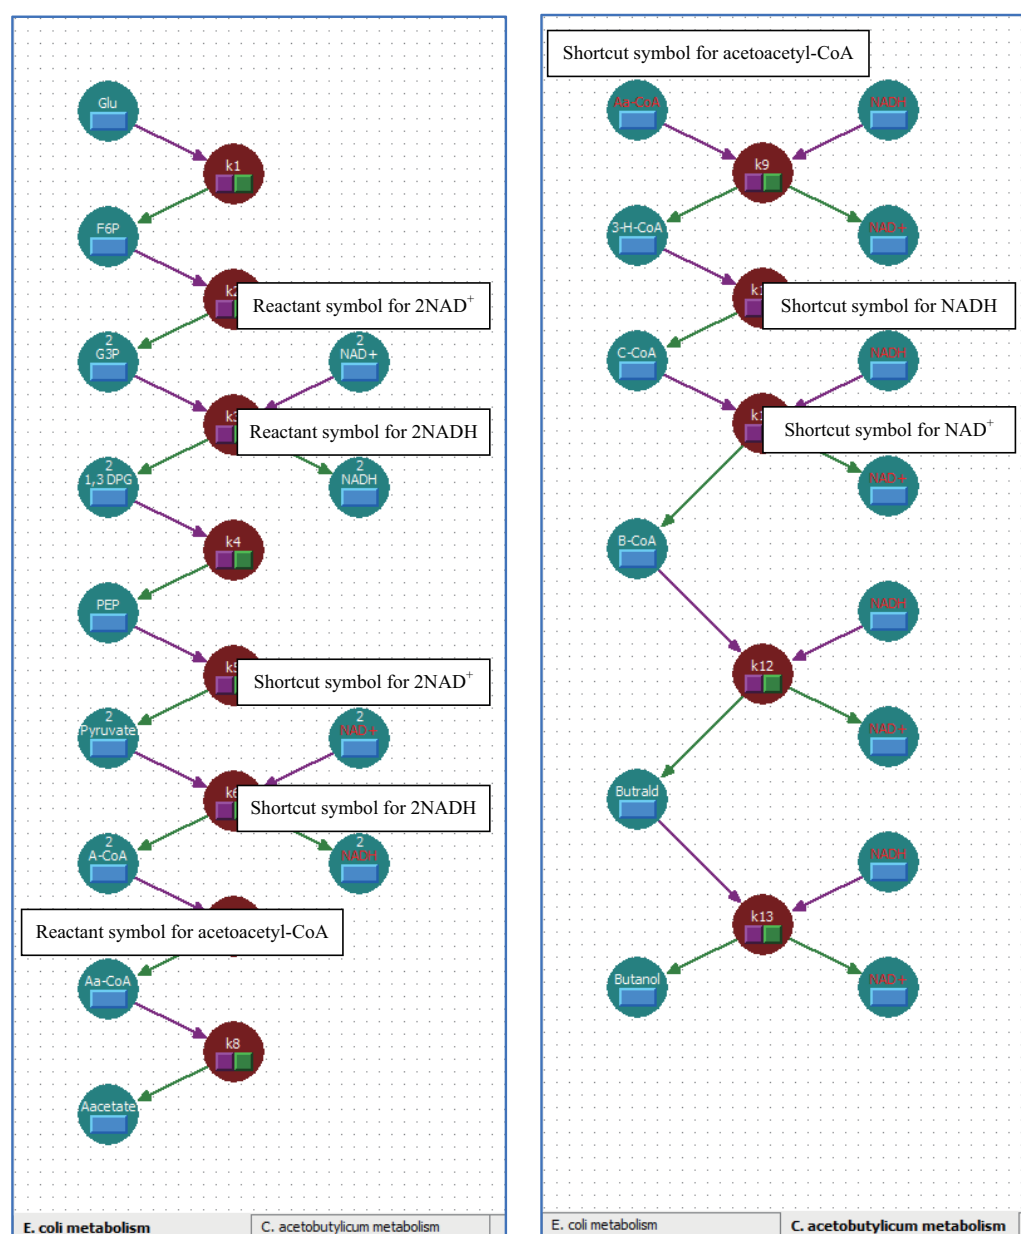 Glu
k1
F6P
Reactant symbol for 2NAD⁺
2
G3P
2
NAD+
Reactant symbol for 2NADH
2
1,3 DPG
2
NADH
k4
PEP
Shortcut symbol for 2NAD⁺
2
Pyruvate
2
NAD+
Shortcut symbol for 2NADH
2
A-CoA
2
NADH
Reactant symbol for acetoacetyl-CoA
Aa-CoA
k8
Aacetate
E. coli metabolism
C. acetobutylicum metabolism
Shortcut symbol for acetoacetyl-CoA
Aa-CoA
NADH
k9
3-H-CoA
NAD+
Shortcut symbol for NADH
C-CoA
NADH
Shortcut symbol for NAD⁺
NAD+
B-CoA
NADH
k12
NAD+
Butrald
NADH
k13
Butanol
NAD+
E. coli metabolism
C. acetobutylicum metabolism